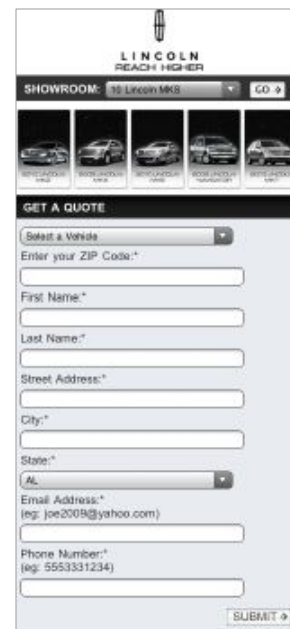 LINCOLN
REACH HIGHER
SHOWROOM: 10 Lincoln MKS GO
GET A QUOTE
Select a Vehicle
Enter your ZIP Code:*
First Name:*
Last Name:*
Street Address:*
City:*
State:*
AL
Email Address:*
(eg: joe2009@yahoo.com)
Phone Number:*
(eg: 5553331234)
SUBMIT